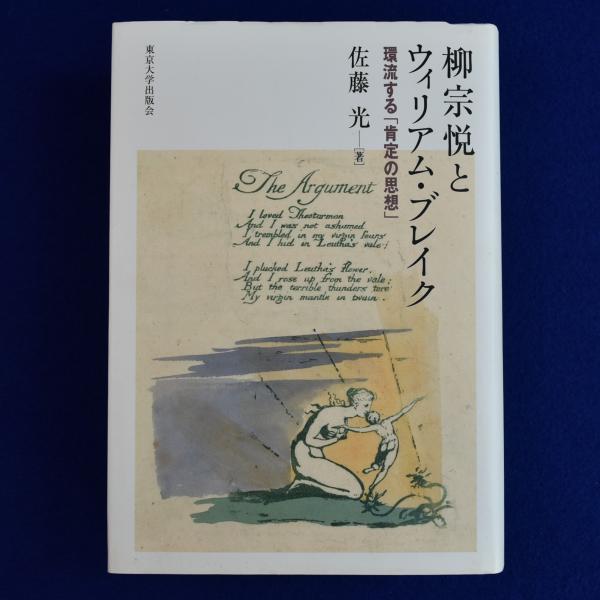 柳宗悦と
ウィリアム・ブレイク
環流する「肯定の思想」
佐藤 光―[著]
東京大学出版会
The Argument
I loved Theotormon
And I was not ashamed
I trembled in my virgin fears
And I hid in Leutha's vale!
I plucked Leutha's flower,
And I rose up from the vale;
But the terrible thunders tore
My virgin mantle in twain.